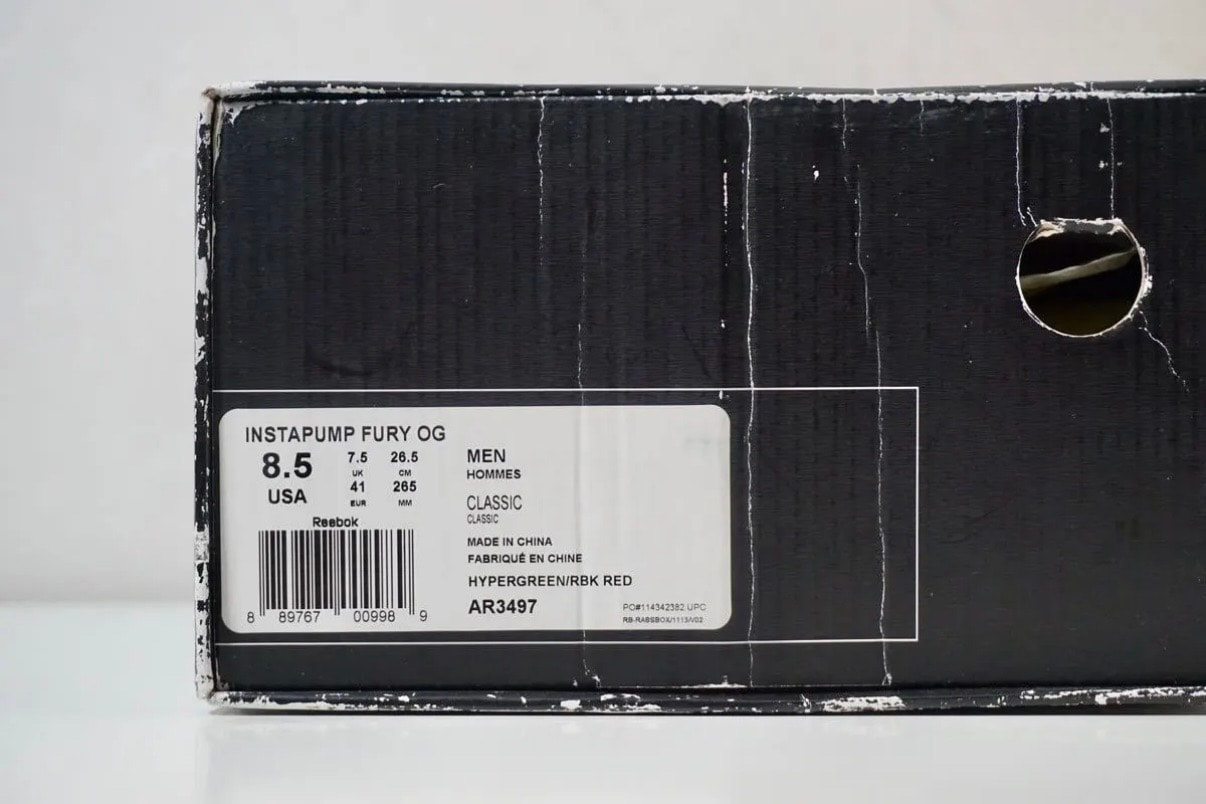 INSTAPUMP FURY OG
8.5 7.5 26.5
UK CM
USA 41 265
EUR MM
Reebok
8 89767 00998 9
MEN
HOMMES
CLASSIC
CLASSIC
MADE IN CHINA
FABRIQUÉ EN CHINE
HYPERGREEN/RBK RED
AR3497
PO#114342382 UPC
RB-RABSBOX/1113/V02